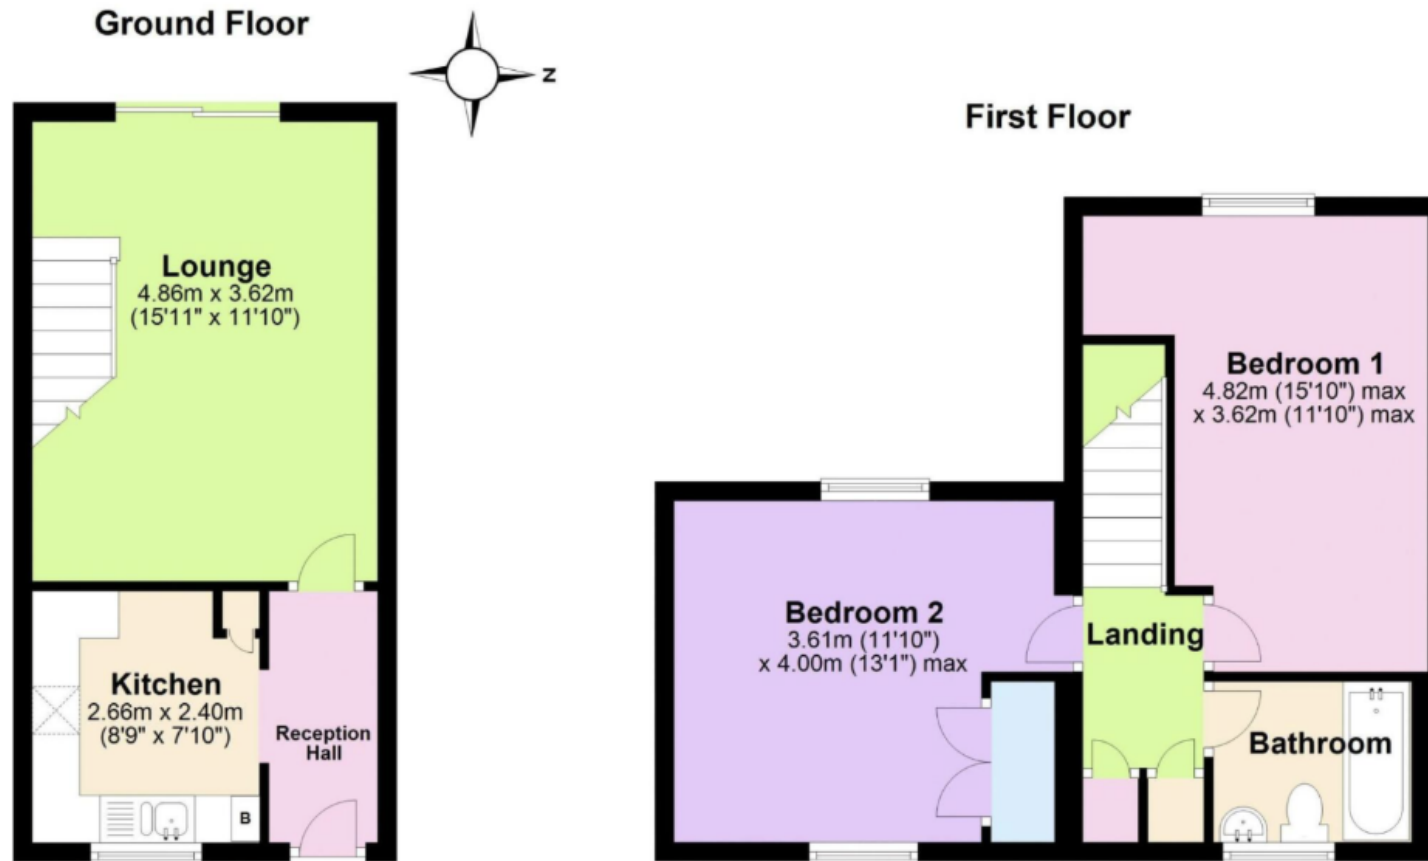 Ground Floor
Z
Lounge
4.86m x 3.62m
(15'11" x 11'10")
Kitchen
2.66m x 2.40m
(8'9" x 7'10")
Reception
Hall
B
First Floor
Bedroom 1
4.82m (15'10") max
x 3.62m (11'10") max
Bedroom 2
3.61m (11'10")
x 4.00m (13'1") max
Landing
Bathroom